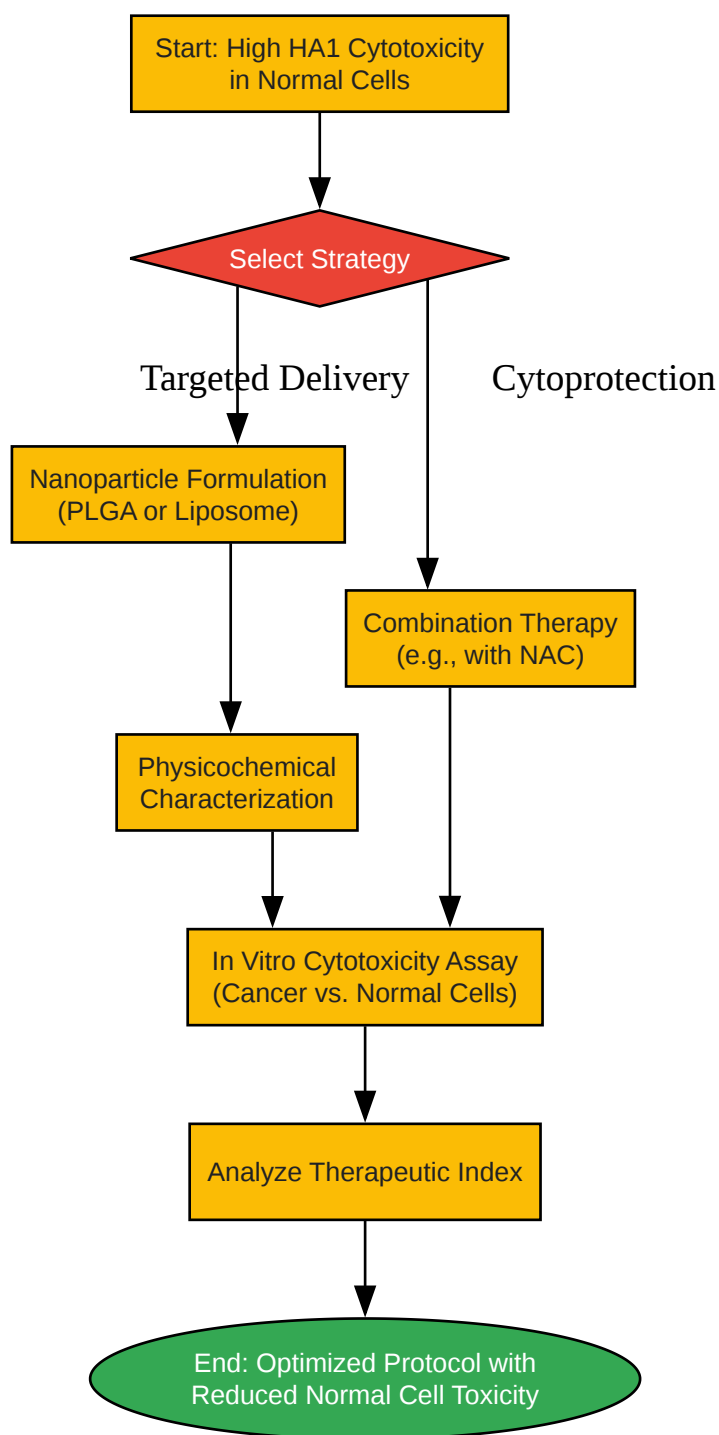 Start: High HA1 Cytotoxicity
in Normal Cells
Select Strategy
Targeted Delivery
Cytoprotection
Nanoparticle Formulation
(PLGA or Liposome)
Combination Therapy
(e.g., with NAC)
Physicochemical
Characterization
In Vitro Cytotoxicity Assay
(Cancer vs. Normal Cells)
Analyze Therapeutic Index
End: Optimized Protocol with
Reduced Normal Cell Toxicity